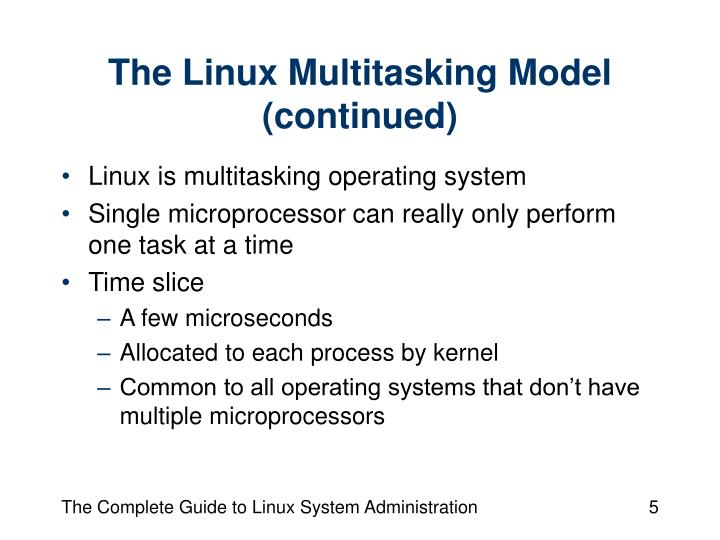 The Linux Multitasking Model
(continued)
• Linux is multitasking operating system
• Single microprocessor can really only perform
one task at a time
• Time slice
– A few microseconds
– Allocated to each process by kernel
– Common to all operating systems that don’t have
multiple microprocessors
The Complete Guide to Linux System Administration 5